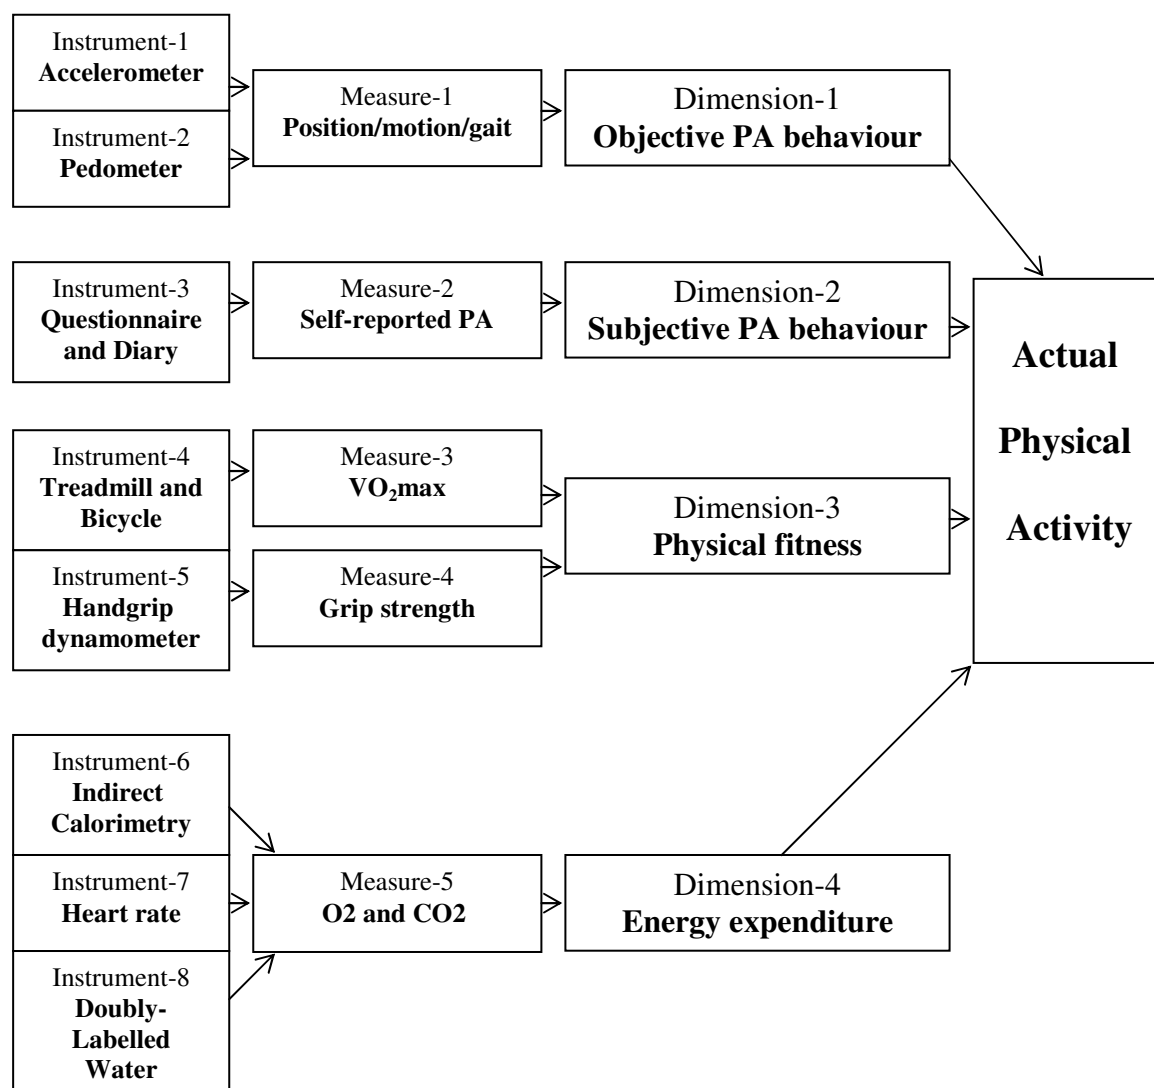 Instrument-1
Accelerometer
Instrument-2
Pedometer
Measure-1
Position/motion/gait
Dimension-1
Objective PA behaviour
Instrument-3
Questionnaire
and Diary
Measure-2
Self-reported PA
Dimension-2
Subjective PA behaviour
Instrument-4
Treadmill and
Bicycle
Measure-3
VO₂max
Instrument-5
Handgrip
dynamometer
Measure-4
Grip strength
Dimension-3
Physical fitness
Instrument-6
Indirect
Calorimetry
Instrument-7
Heart rate
Instrument-8
Doubly-
Labelled
Water
Measure-5
O2 and CO2
Dimension-4
Energy expenditure
Actual
Physical
Activity